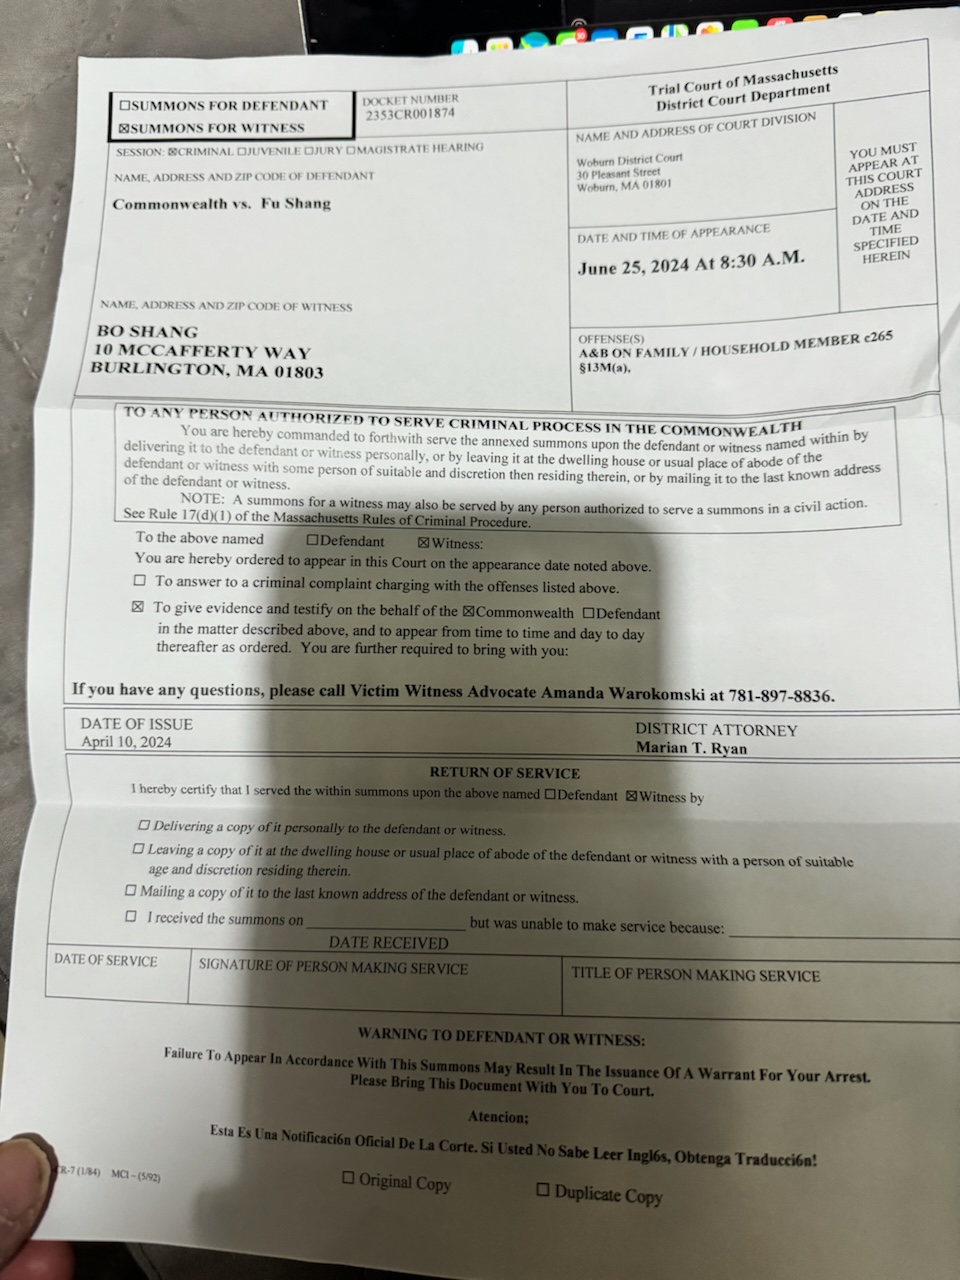 ☐SUMMONS FOR DEFENDANT
☒SUMMONS FOR WITNESS
DOCKET NUMBER
2353CR001874
Trial Court of Massachusetts
District Court Department
SESSION: ☒CRIMINAL ☐JUVENILE ☐JURY ☐MAGISTRATE HEARING
NAME, ADDRESS AND ZIP CODE OF DEFENDANT
Commonwealth vs. Fu Shang
NAME AND ADDRESS OF COURT DIVISION
Woburn District Court
30 Pleasant Street
Woburn, MA 01801
YOU MUST
APPEAR AT
THIS COURT
ADDRESS
ON THE
DATE AND
TIME
SPECIFIED
HEREIN
DATE AND TIME OF APPEARANCE
June 25, 2024 At 8:30 A.M.
NAME, ADDRESS AND ZIP CODE OF WITNESS
BO SHANG
10 MCCAFFERTY WAY
BURLINGTON, MA 01803
OFFENSE(S)
A&B ON FAMILY / HOUSEHOLD MEMBER c265
§13M(a),
TO ANY PERSON AUTHORIZED TO SERVE CRIMINAL PROCESS IN THE COMMONWEALTH
You are hereby commanded to forthwith serve the annexed summons upon the defendant or witness named within by
delivering it to the defendant or witness personally, or by leaving it at the dwelling house or usual place of abode of the
defendant or witness with some person of suitable and discretion then residing therein, or by mailing it to the last known address
of the defendant or witness.
NOTE: A summons for a witness may also be served by any person authorized to serve a summons in a civil action.
See Rule 17(d)(1) of the Massachusetts Rules of Criminal Procedure.
To the above named ☐Defendant ☒Witness:
You are hereby ordered to appear in this Court on the appearance date noted above.
☐ To answer to a criminal complaint charging with the offenses listed above.
☒ To give evidence and testify on the behalf of the ☒Commonwealth ☐Defendant
in the matter described above, and to appear from time to time and day to day
thereafter as ordered. You are further required to bring with you:
If you have any questions, please call Victim Witness Advocate Amanda Warokomski at 781-897-8836.
DATE OF ISSUE
April 10, 2024
DISTRICT ATTORNEY
Marian T. Ryan
RETURN OF SERVICE
I hereby certify that I served the within summons upon the above named ☐Defendant ☒Witness by
☐ Delivering a copy of it personally to the defendant or witness.
☐ Leaving a copy of it at the dwelling house or usual place of abode of the defendant or witness with a person of suitable
age and discretion residing therein.
☐ Mailing a copy of it to the last known address of the defendant or witness.
☐ I received the summons on ____________________ but was unable to make service because: ____________________
DATE RECEIVED
DATE OF SERVICE
SIGNATURE OF PERSON MAKING SERVICE
TITLE OF PERSON MAKING SERVICE
WARNING TO DEFENDANT OR WITNESS:
Failure To Appear In Accordance With This Summons May Result In The Issuance Of A Warrant For Your Arrest.
Please Bring This Document With You To Court.
Atencion;
Esta Es Una Notificació́n Oficial De La Corte. Si Usted No Sabe Leer Ingl6s, Obtenga Traducci6n!
CR-7 (1/84) MCI – (5/92)
☐ Original Copy
☐ Duplicate Copy